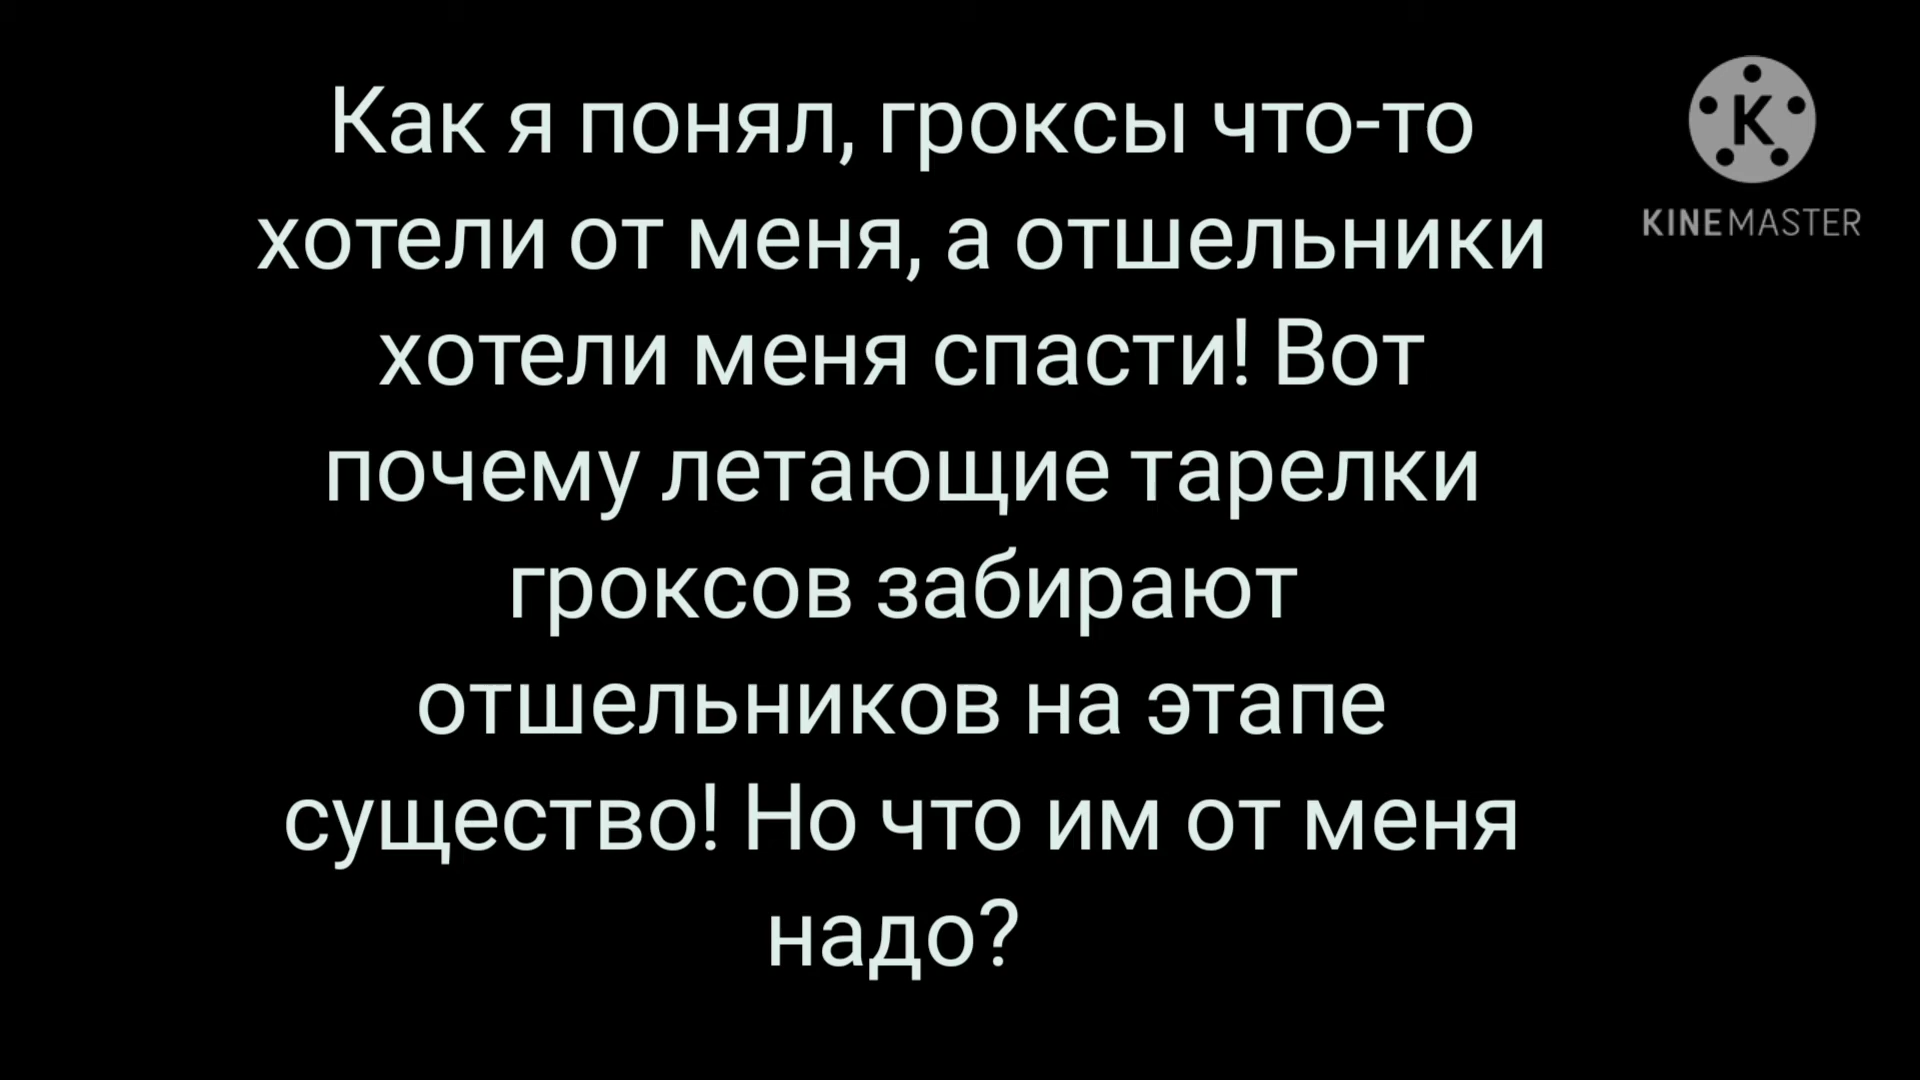 Как я понял, гроксы что-то
хотели от меня, а отшельники
хотели меня спасти! Вот
почему летающие тарелки
гроксов забирают
отшельников на этапе
существо! Но что им от меня
надо?
K
KINEMASTER